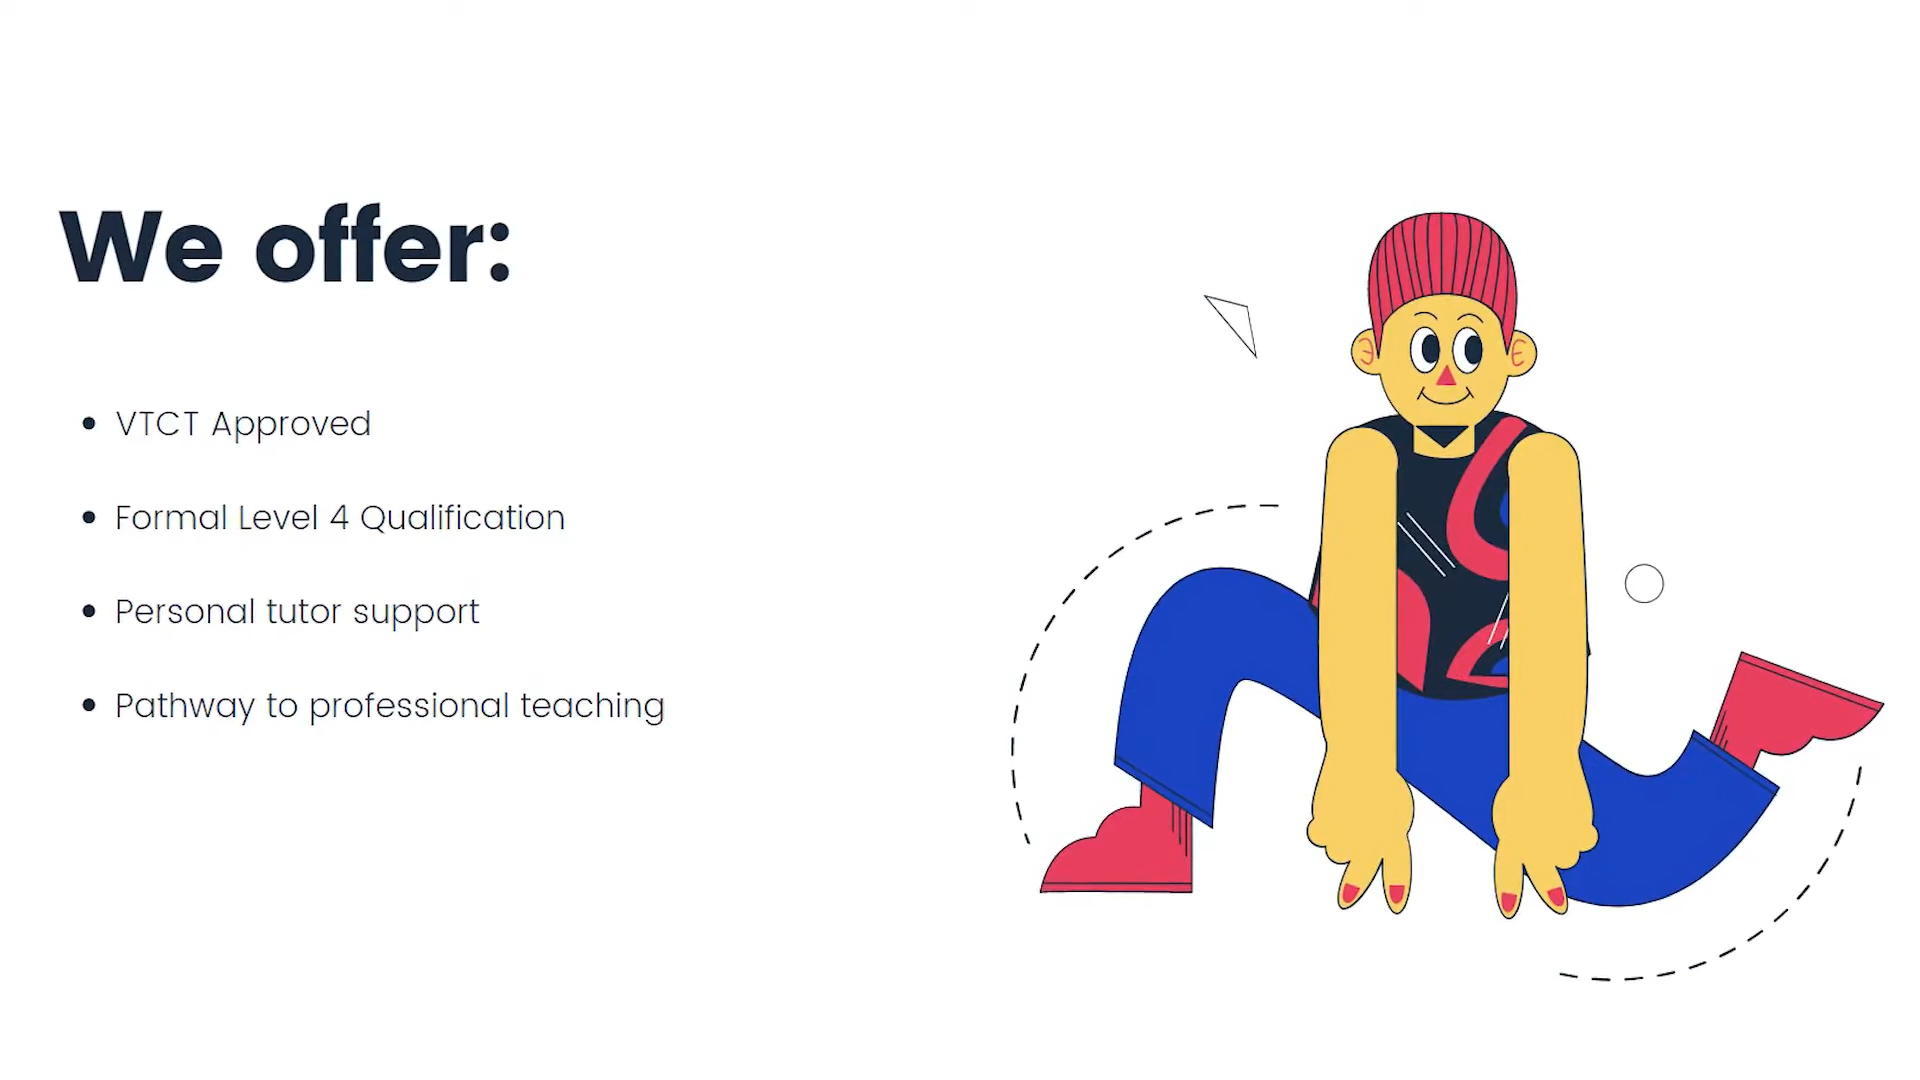 We offer:
VTCT Approved
Formal Level 4 Qualification
Personal tutor support
Pathway to professional teaching